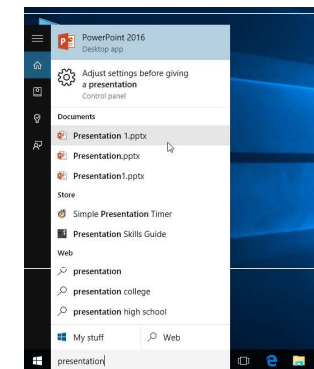 PowerPoint 2016
Desktop app
Adjust settings before giving
a presentation
Control panel
Documents
Presentation 1.pptx
Presentation.pptx
Presentation1.pptx
Store
Simple Presentation Timer
Presentation Skills Guide
Web
presentation
presentation college
presentation high school
My stuff
Web
presentation